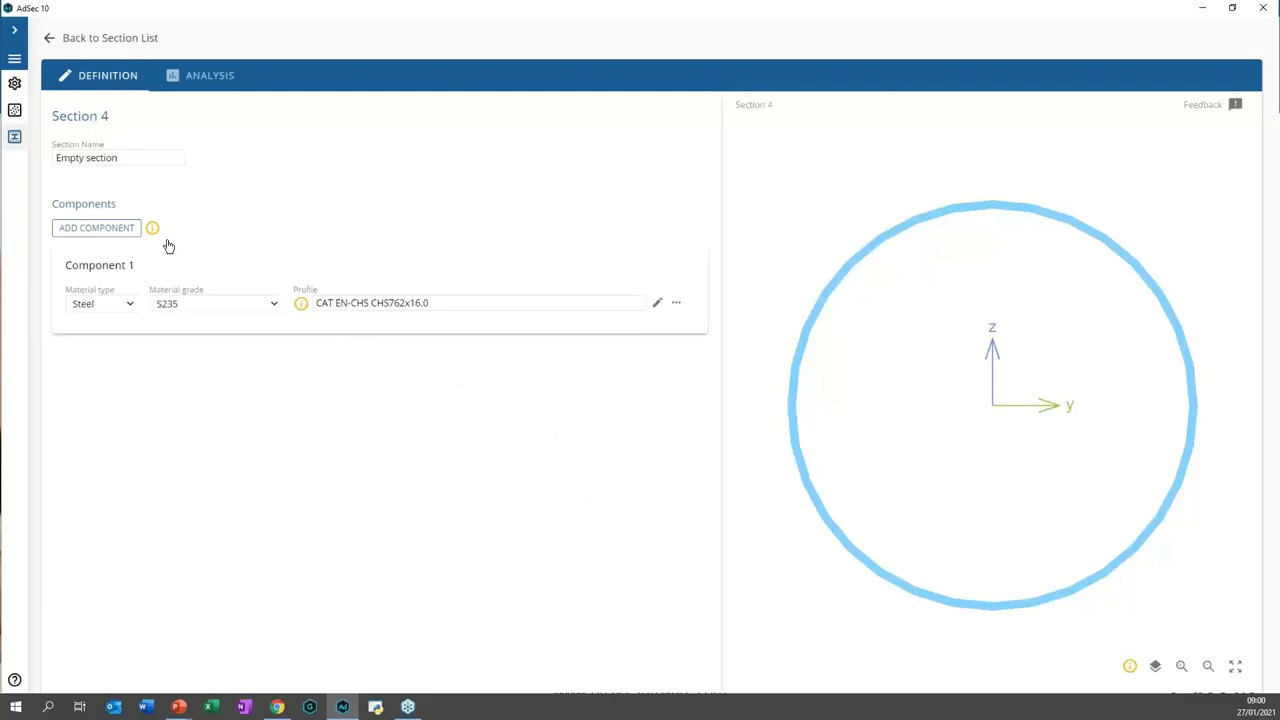 AdSec 10
Back to Section List
DEFINITION
ANALYSIS
Section 4
Section Name
Empty section
Components
ADD COMPONENT
Component 1
Material type
Material grade
Profile
Steel
S235
CAT EN-CHS CHS762x16.0
Section 4
Feedback
z
y
09:00
27/01/2021